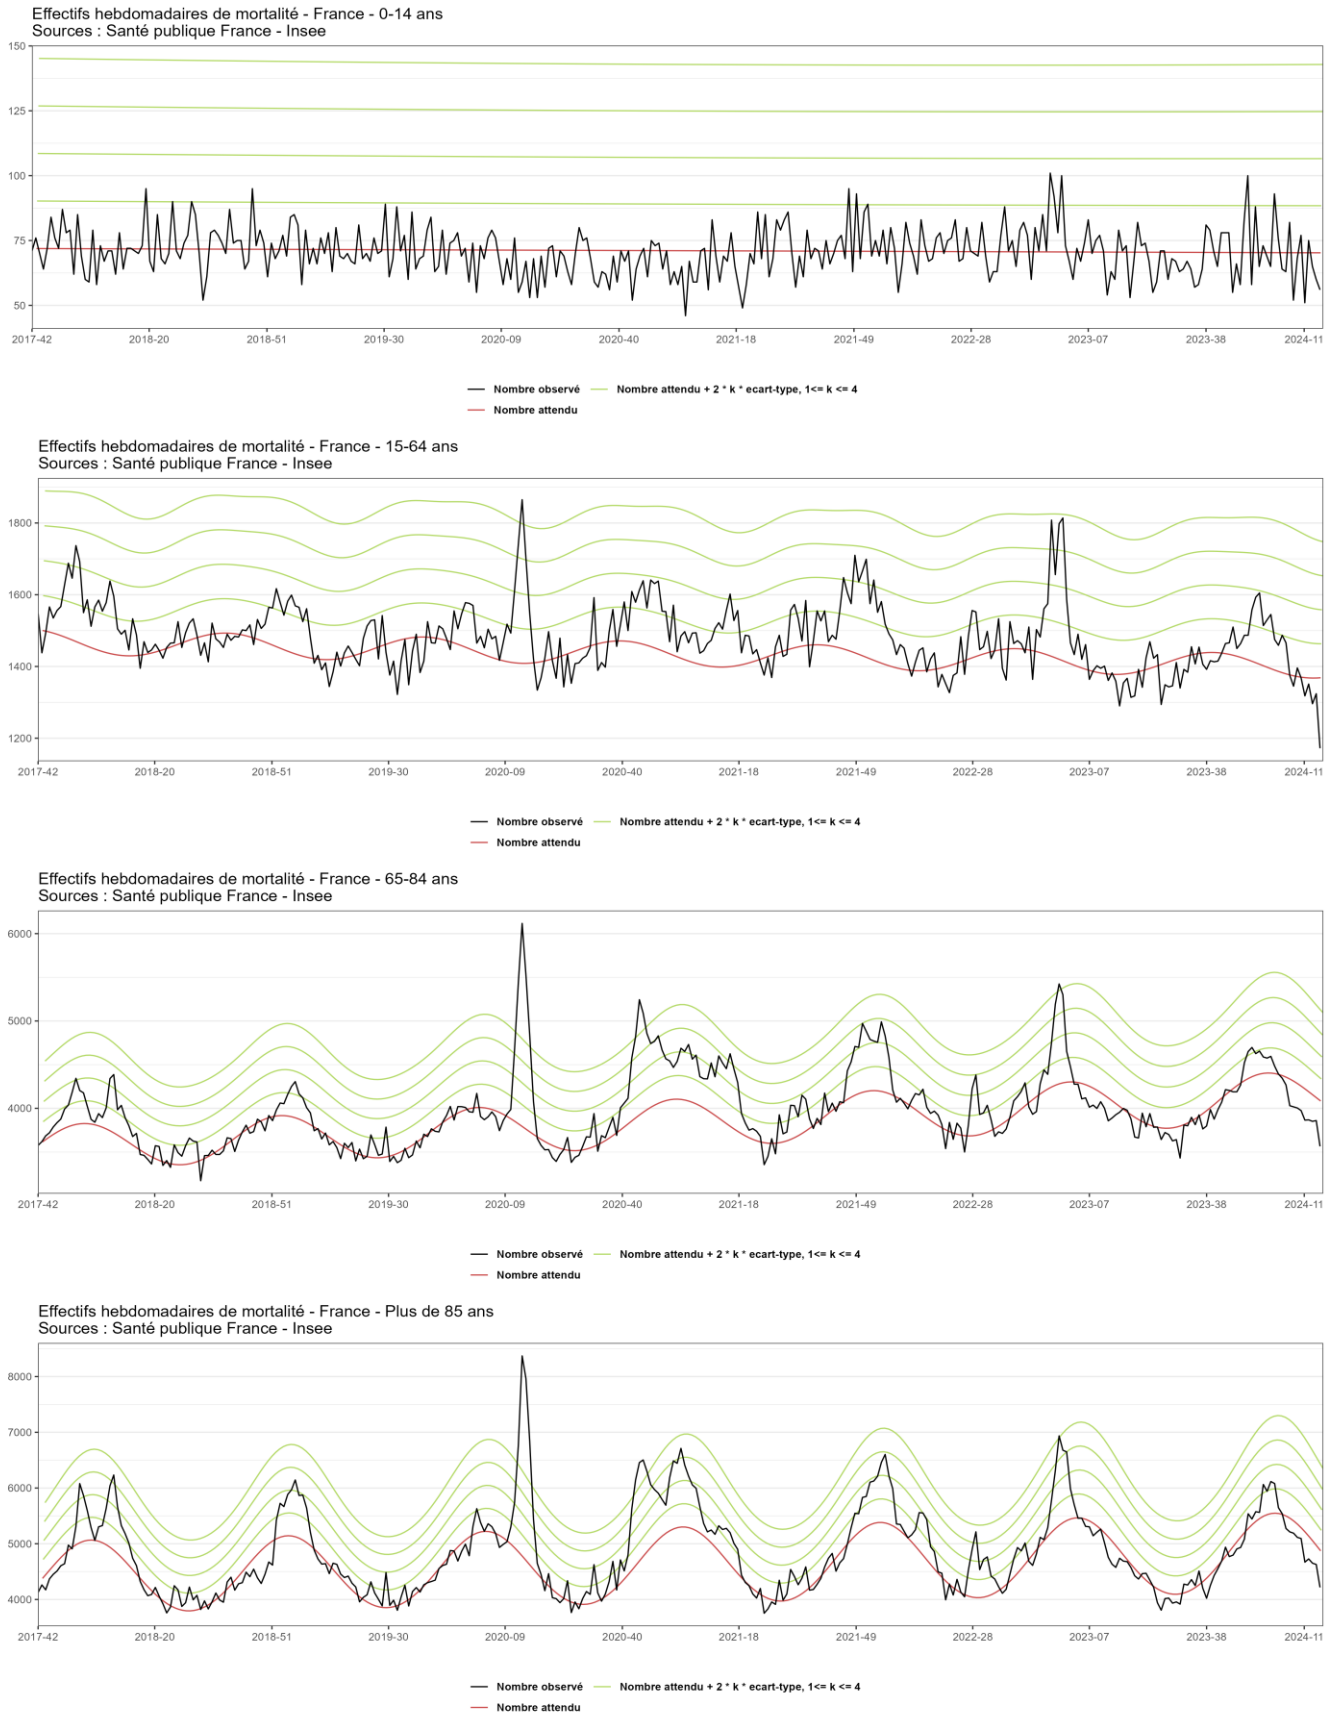 Effectifs hebdomadaires de mortalité - France - 0-14 ans
Sources : Santé publique France - Insee
150
125
100
75
50
2017-42 2018-20 2018-51 2019-30 2020-09 2020-40 2021-18 2021-49 2022-28 2023-07 2023-38 2024-11
Nombre observé Nombre attendu + 2 * k * ecart-type, 1<= k <= 4
Nombre attendu
Effectifs hebdomadaires de mortalité - France - 15-64 ans
Sources : Santé publique France - Insee
1800
1600
1400
1200
2017-42 2018-20 2018-51 2019-30 2020-09 2020-40 2021-18 2021-49 2022-28 2023-07 2023-38 2024-11
Nombre observé Nombre attendu + 2 * k * ecart-type, 1<= k <= 4
Nombre attendu
Effectifs hebdomadaires de mortalité - France - 65-84 ans
Sources : Santé publique France - Insee
6000
5000
4000
2017-42 2018-20 2018-51 2019-30 2020-09 2020-40 2021-18 2021-49 2022-28 2023-07 2023-38 2024-11
Nombre observé Nombre attendu + 2 * k * ecart-type, 1<= k <= 4
Nombre attendu
Effectifs hebdomadaires de mortalité - France - Plus de 85 ans
Sources : Santé publique France - Insee
8000
7000
6000
5000
4000
2017-42 2018-20 2018-51 2019-30 2020-09 2020-40 2021-18 2021-49 2022-28 2023-07 2023-38 2024-11
Nombre observé Nombre attendu + 2 * k * ecart-type, 1<= k <= 4
Nombre attendu